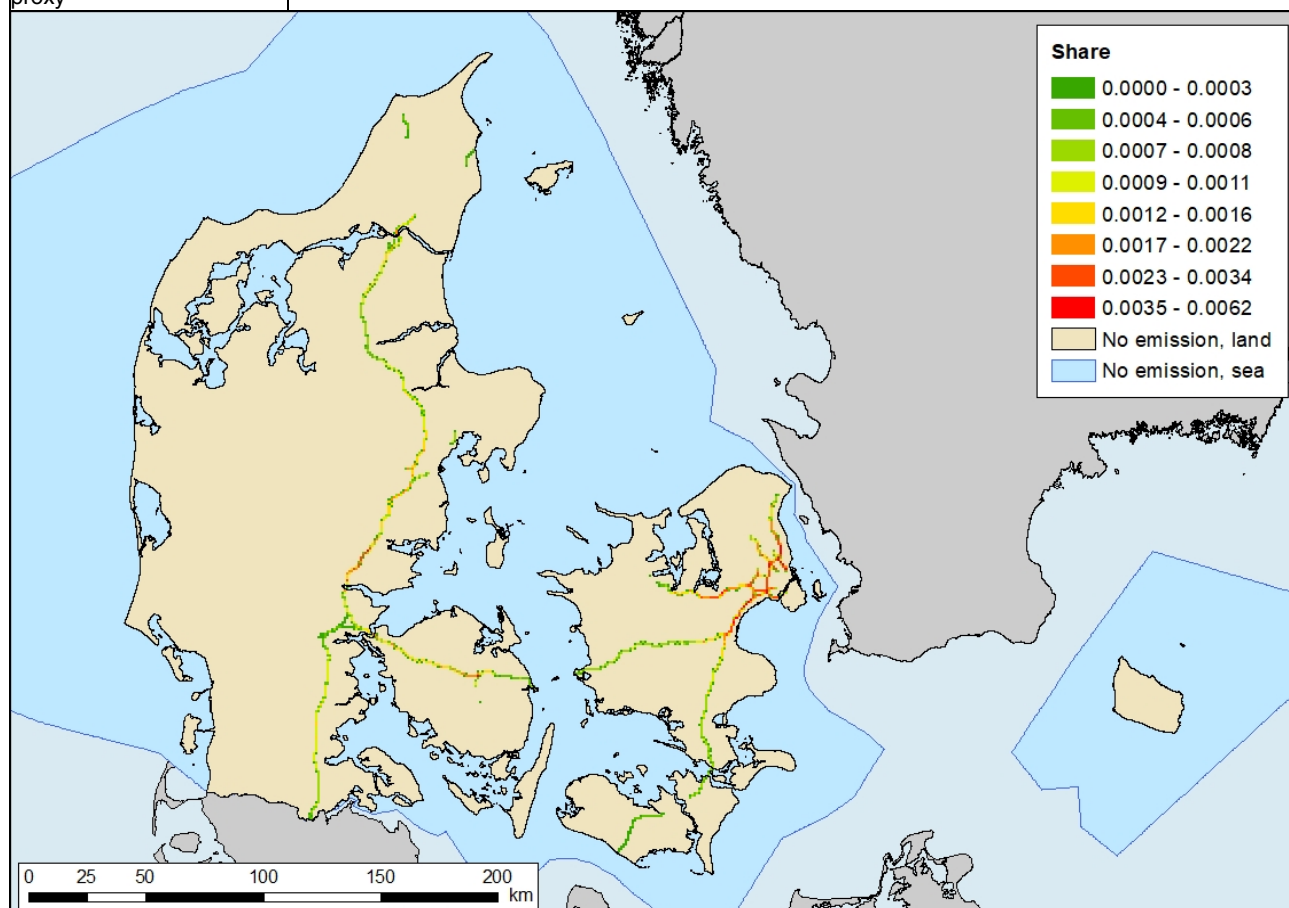 proxy
Share
0.0000 - 0.0003
0.0004 - 0.0006
0.0007 - 0.0008
0.0009 - 0.0011
0.0012 - 0.0016
0.0017 - 0.0022
0.0023 - 0.0034
0.0035 - 0.0062
No emission, land
No emission, sea
0 25 50 100 150 200
km